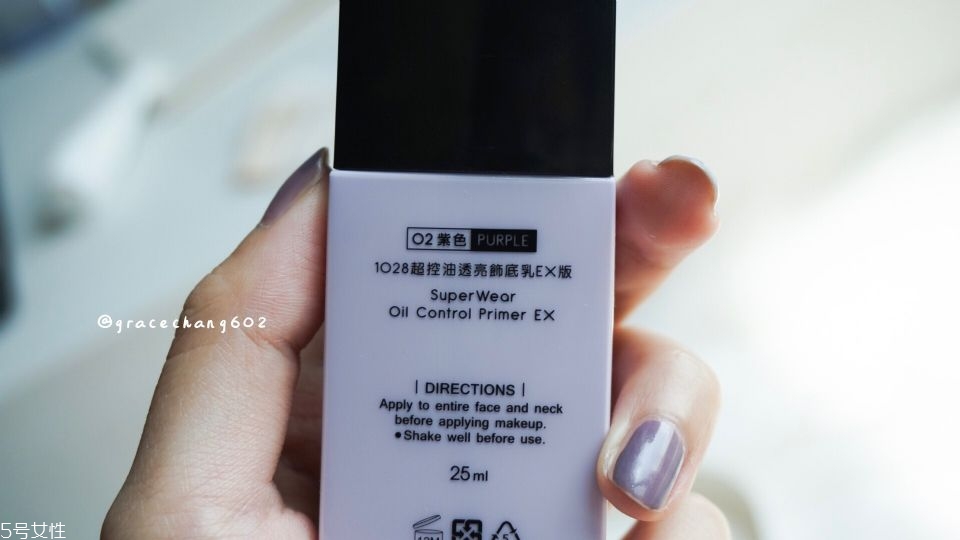 02 紫色 PURPLE
1028超控油透亮飾底乳EX版
SuperWear
Oil Control Primer EX
@gracechang602
| DIRECTIONS |
Apply to entire face and neck
before applying makeup.
•Shake well before use.
25ml
12M
5
5号女性